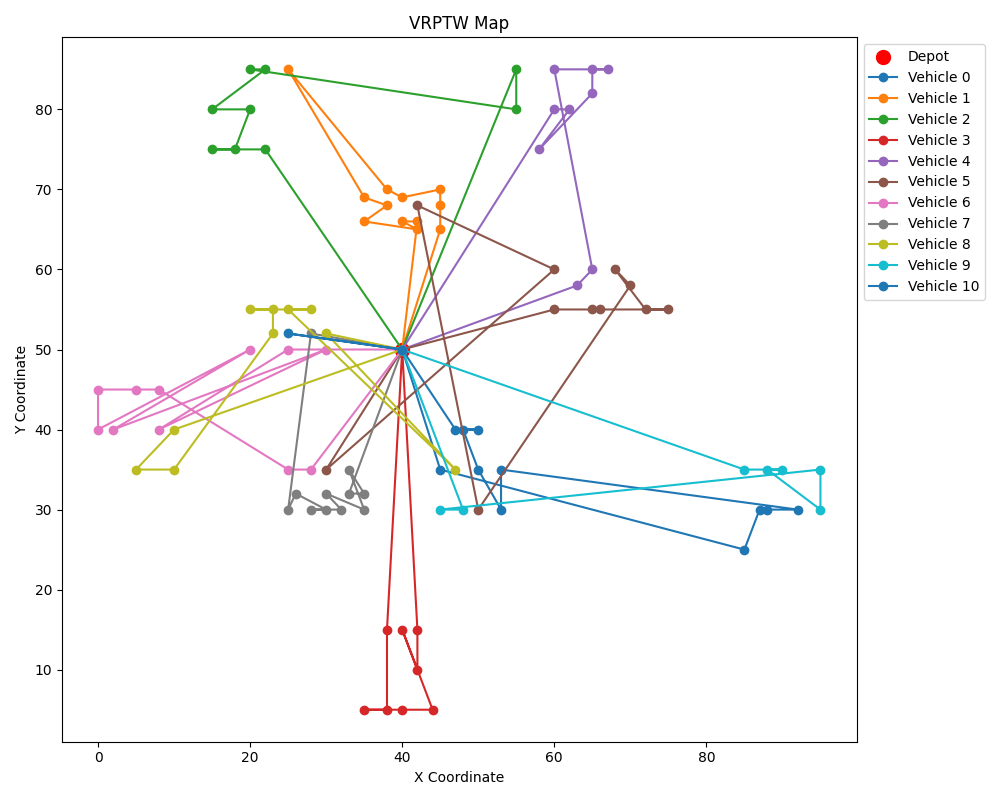 VRPTW Map
Y Coordinate
80
70
60
50
40
30
20
10
0
20
40
60
80
X Coordinate
Depot
Vehicle 0
Vehicle 1
Vehicle 2
Vehicle 3
Vehicle 4
Vehicle 5
Vehicle 6
Vehicle 7
Vehicle 8
Vehicle 9
Vehicle 10